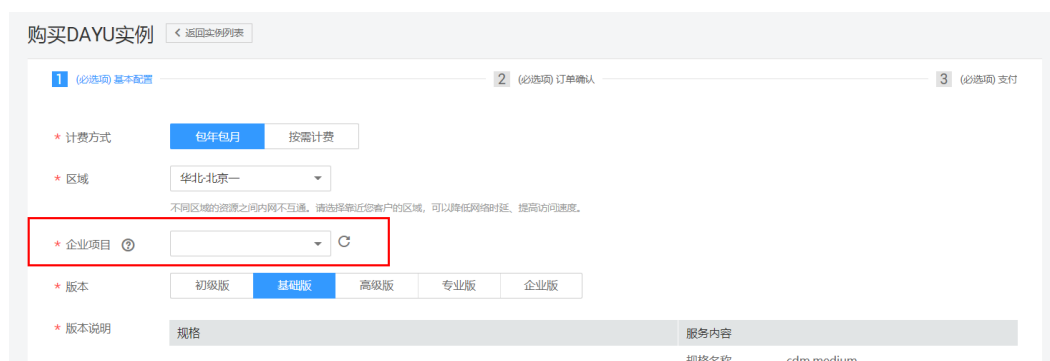 购买DAYU实例 < 返回实例列表
1 (必选项) 基本配置 2 (必选项) 订单确认 3 (必选项) 支付
* 计费方式 包年包月 按需计费
* 区域 华北-北京一
不同区域的资源之间内网不互通。请选择靠近您客户的区域，可以降低网络时延、提高访问速度。
* 企业项目 ?
* 版本 初级版 基础版 高级版 专业版 企业版
* 版本说明 规格 服务内容
规格名称 cdm.medium